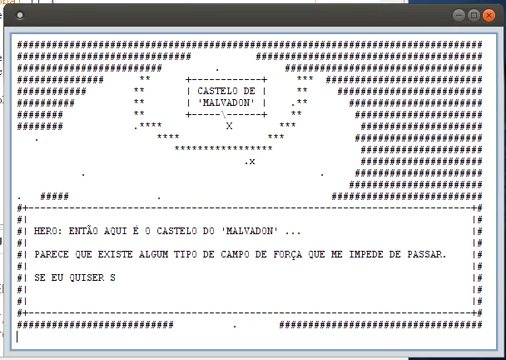 CASTELO DE
'MALVADON'
X
.x
HERO: ENTÃO AQUI É O CASTELO DO 'MALVADON' ...
PARECE QUE EXISTE ALGUM TIPO DE CAMPO DE FORÇA QUE ME IMPEDE DE PASSAR.
SE EU QUISER S